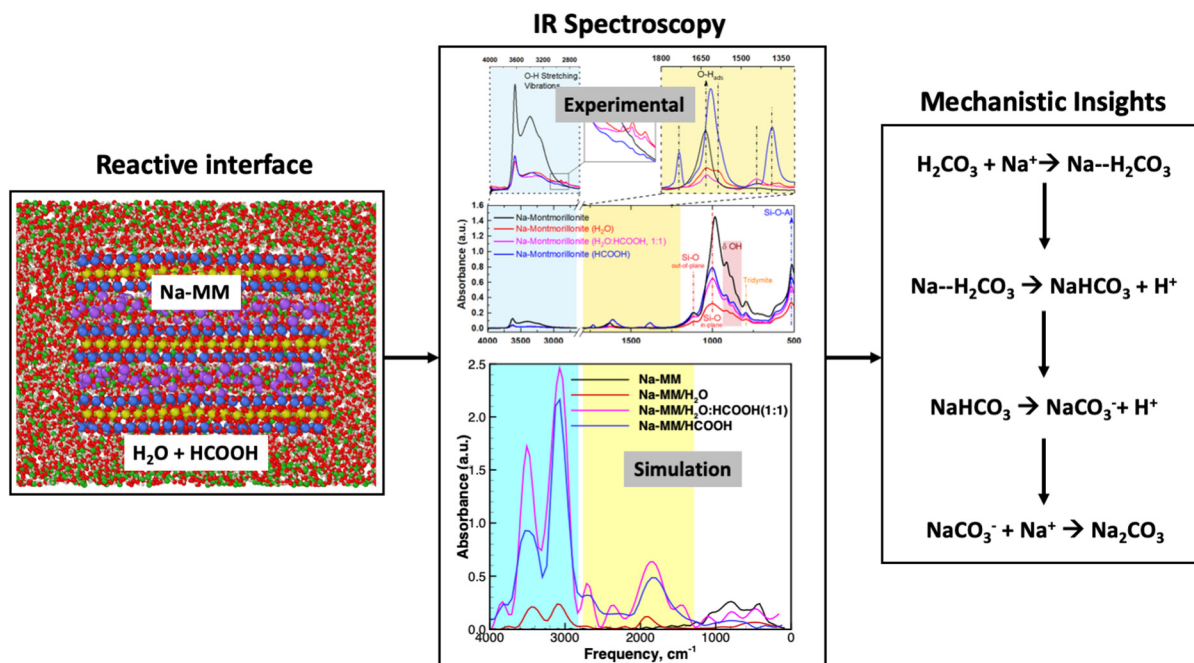 IR Spectroscopy
Reactive interface
Mechanistic Insights
Na-MM
H₂O + HCOOH
4000 3600 3200 2800
O-H Stretching
Vibrations
Experimental
1800 1650 1500 1350
O-Hads
1.6
1.4
1.2
1.0
0.8
0.6
0.4
0.2
0.0
Absorbance (a.u.)
Na-Montmorillonite
Na-Montmorillonite (H₂O)
Na-Montmorillonite (H₂O:HCOOH, 1:1)
Na-Montmorillonite (HCOOH)
Si-O
out-of-plane
δ OH
Si-O-Al
Tridymite
Si-O
in-plane
4000 3500 3000 1500 1000 500
2.5
2.0
1.5
1.0
0.5
0.0
Absorbance (a.u.)
Na-MM
Na-MM/H₂O
Na-MM/H₂O:HCOOH(1:1)
Na-MM/HCOOH
Simulation
4000 3000 2000 1000 0
Frequency, cm⁻¹
H₂CO₃ + Na⁺→ Na--H₂CO₃
Na--H₂CO₃ → NaHCO₃ + H⁺
NaHCO₃ → NaCO₃⁻+ H⁺
NaCO₃⁻ + Na⁺ → Na₂CO₃